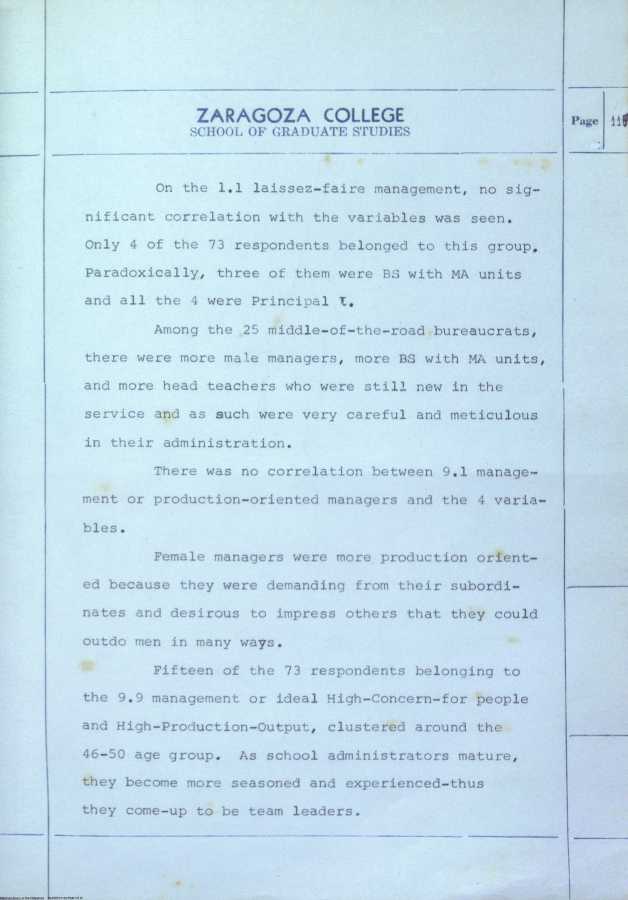 ZARAGOZA COLLEGE
SCHOOL OF GRADUATE STUDIES
Page
On the 1.1 laissez-faire management, no sig-
nificant correlation with the variables was seen.
Only 4 of the 73 respondents belonged to this group.
Paradoxically, three of them were BS with MA units
and all the 4 were Principal I.
Among the 25 middle-of-the-road bureaucrats,
there were more male managers, more BS with MA units,
and more head teachers who were still new in the
service and as such were very careful and meticulous
in their administration.
There was no correlation between 9.1 manage-
ment or production-oriented managers and the 4 varia-
bles.
Female managers were more production orient-
ed because they were demanding from their subordi-
nates and desirous to impress others that they could
outdo men in many ways.
Fifteen of the 73 respondents belonging to
the 9.9 management or ideal High-Concern-for people
and High-Production-Output, clustered around the
46-50 age group. As school administrators mature,
they become more seasoned and experienced-thus
they come-up to be team leaders.